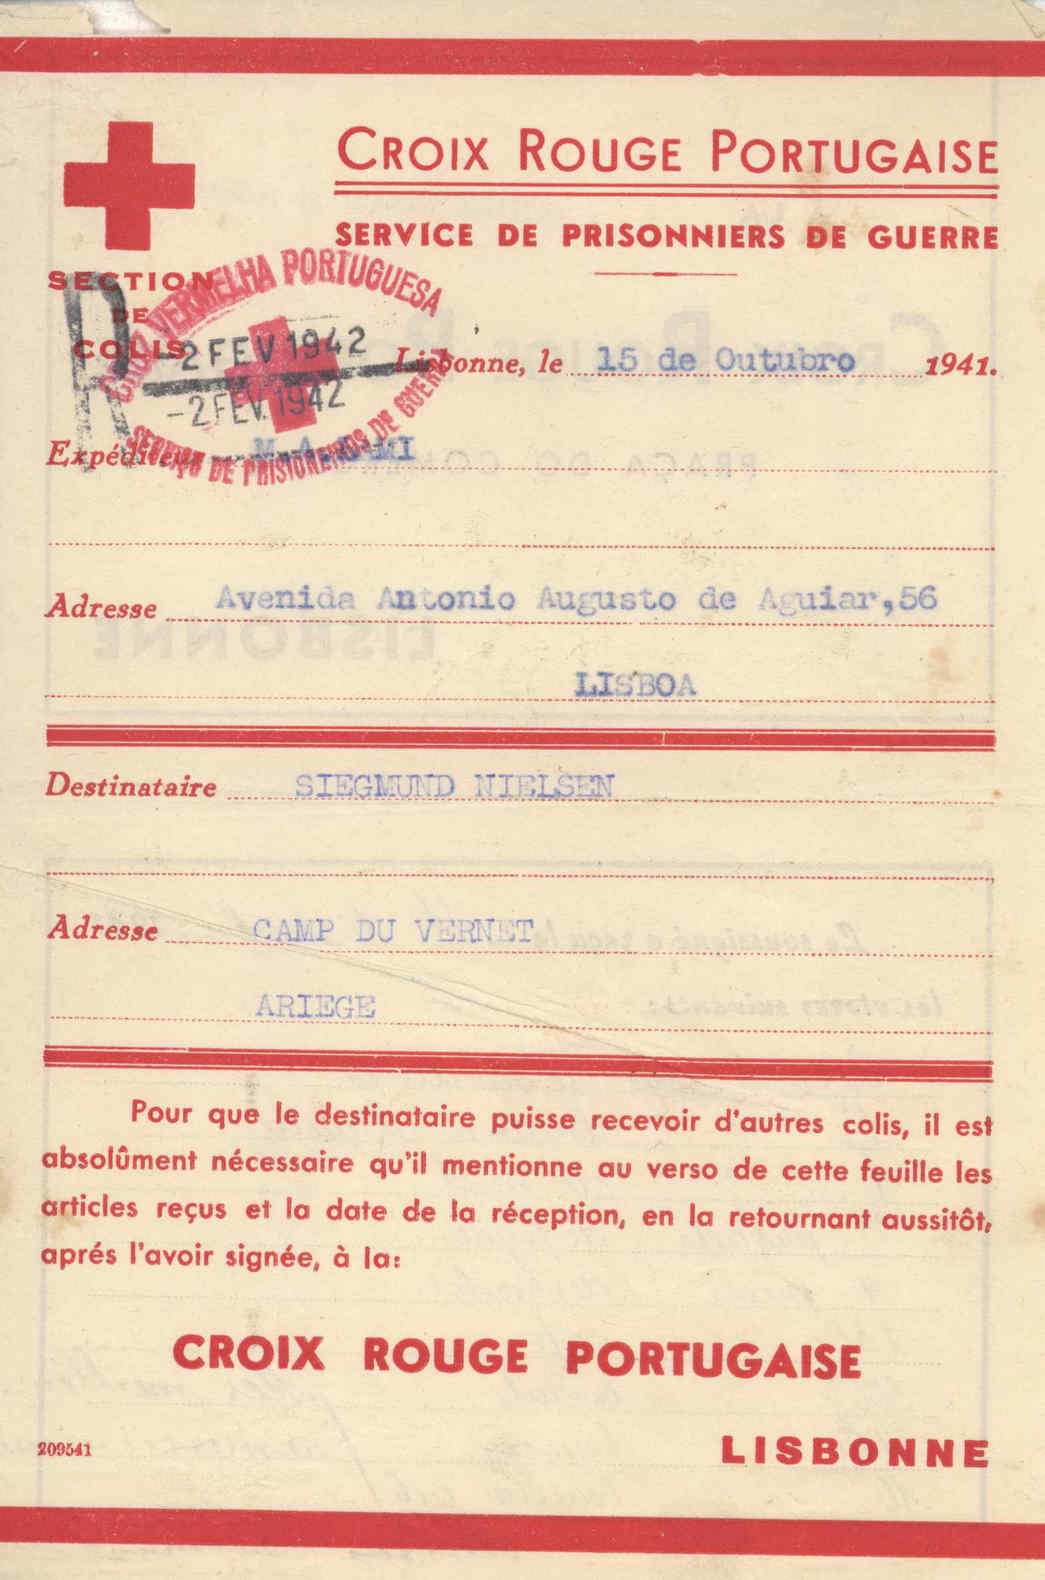 CROIX ROUGE PORTUGAISE
SERVICE DE PRISONNIERS DE GUERRE
SECTION
DE
COLIS
R
CRUZ VERMELHA PORTUGUESA
-2 FEV 1942
-2 FEV. 1942
SERVIÇO DE PRISIONEIROS DE GUERRA
Lisbonne, le 15 de Outubro 1941.
Expéditeur M.A. AMI
Adresse Avenida Antonio Augusto de Aguiar,56
LISBOA
Destinataire SIEGMUND NIELSEN
Adresse CAMP DU VERNET
ARIEGE
Pour que le destinataire puisse recevoir d'autres colis, il est
absolûment nécessaire qu'il mentionne au verso de cette feuille les
articles reçus et la date de la réception, en la retournant aussitôt,
aprés l'avoir signée, à la:
CROIX ROUGE PORTUGAISE
209541
LISBONNE